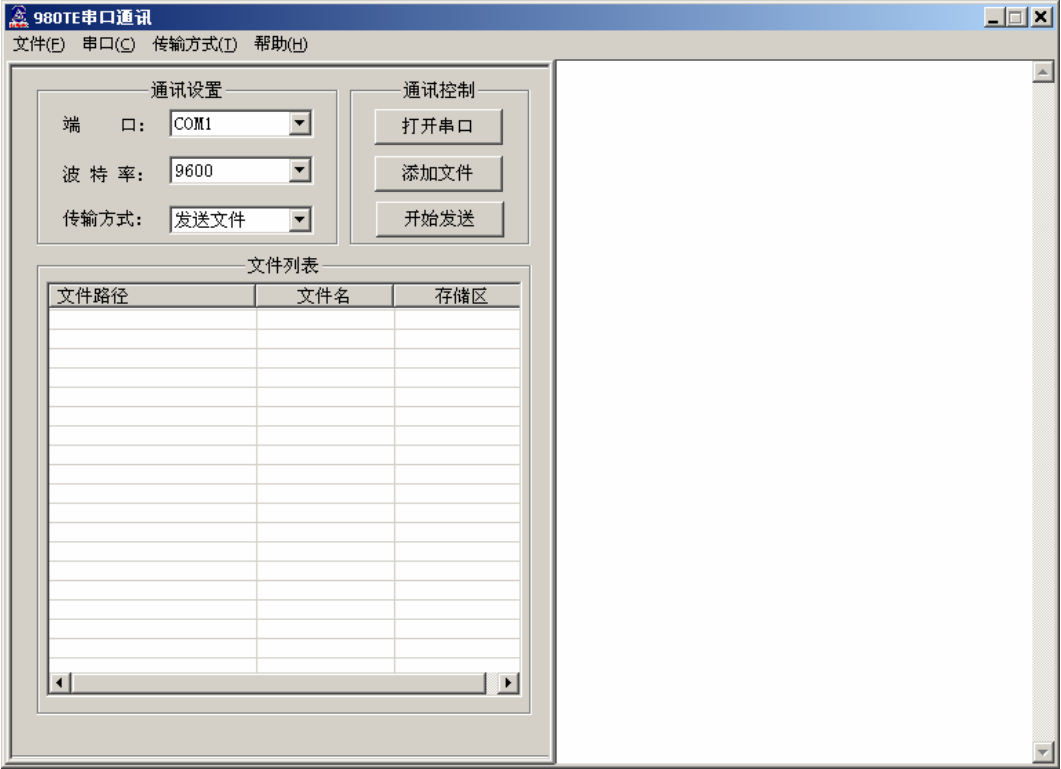 980TE串口通讯
文件(F) 串口(C) 传输方式(T) 帮助(H)
通讯设置
端 口: COM1
波 特 率: 9600
传输方式: 发送文件
通讯控制
打开串口
添加文件
开始发送
文件列表
文件路径 文件名 存储区